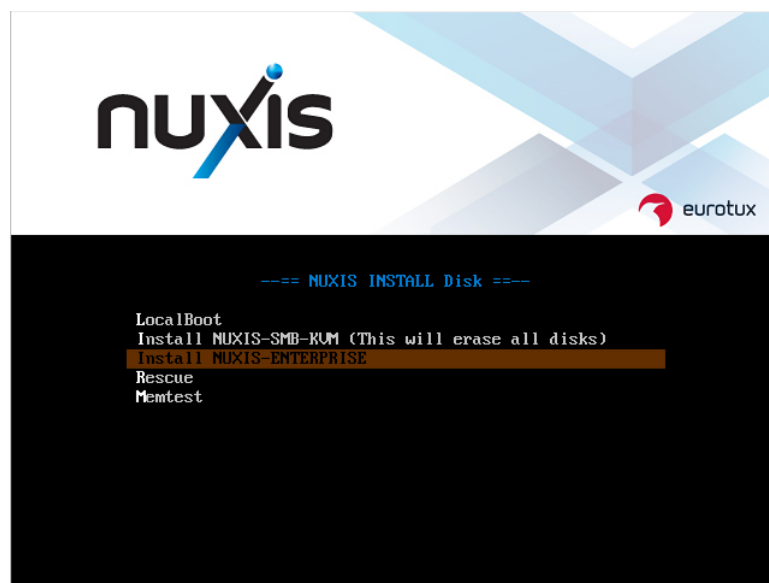 nuxis
eurotux
--== NUXIS INSTALL Disk ==--
LocalBoot
Install NUXIS-SMB-KVM (This will erase all disks)
Install NUXIS-ENTERPRISE
Rescue
Memtest